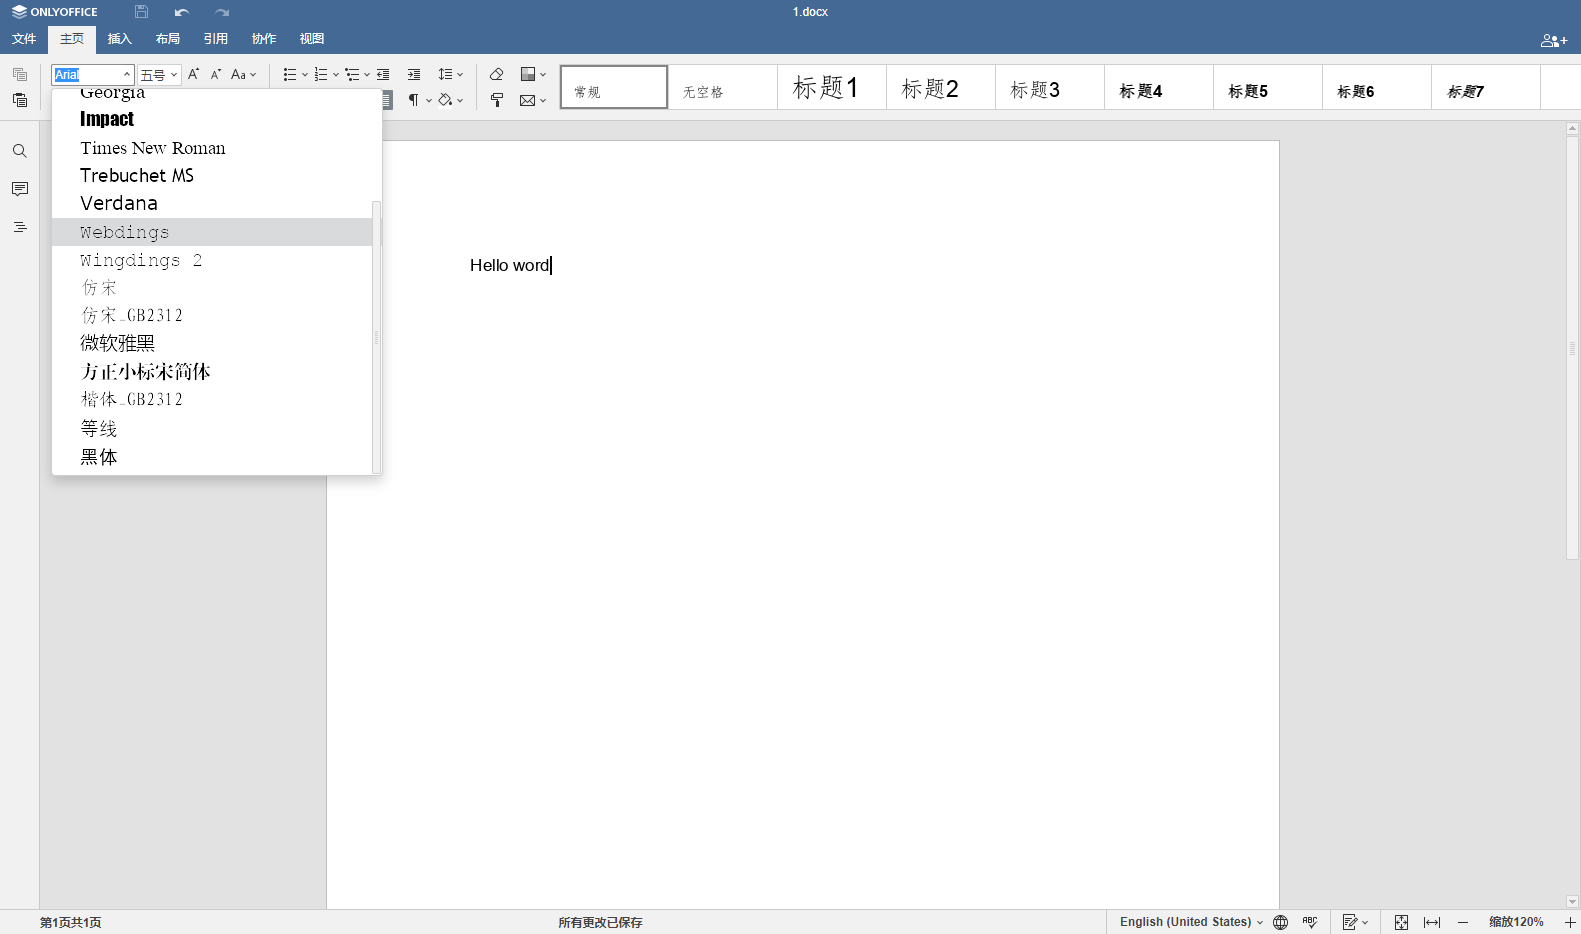 ONLYOFFICE
1.docx
文件 主页 插入 布局 引用 协作 视图
Arial 五号 Aa
常规 无空格 标题1 标题2 标题3 标题4 标题5 标题6 标题7
Georgia
Impact
Times New Roman
Trebuchet MS
Verdana
Webdings
Wingdings 2
仿宋
仿宋_GB2312
微软雅黑
方正小标宋简体
楷体_GB2312
等线
黑体
Hello word
第1页共1页 所有更改已保存 English (United States) ABC 缩放120%